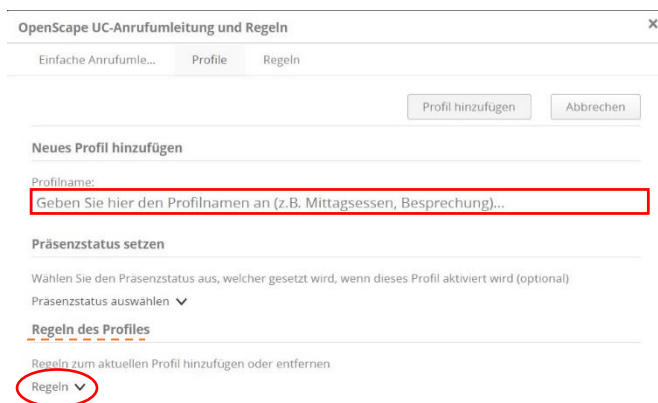 OpenScape UC-Anrufumleitung und Regeln
Einfache Anrufumle... Profile Regeln
Profil hinzufügen Abbrechen
Neues Profil hinzufügen
Profilname:
Geben Sie hier den Profilnamen an (z.B. Mittagsessen, Besprechung)...
Präsenzstatus setzen
Wählen Sie den Präsenzstatus aus, welcher gesetzt wird, wenn dieses Profil aktiviert wird (optional)
Präsenzstatus auswählen
Regeln des Profiles
Regeln zum aktuellen Profil hinzufügen oder entfernen
Regeln